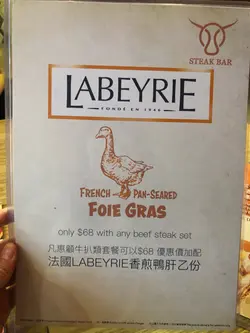 STEAK BAR
LABEYRIE
FONDÉ EN 1946
FRENCH PAN-SEARED
FOIE GRAS
only $68 with any beef steak set
凡惠顧牛扒類套餐可以$68 優惠價加配
法國LABEYRIE香煎鴨肝乙份